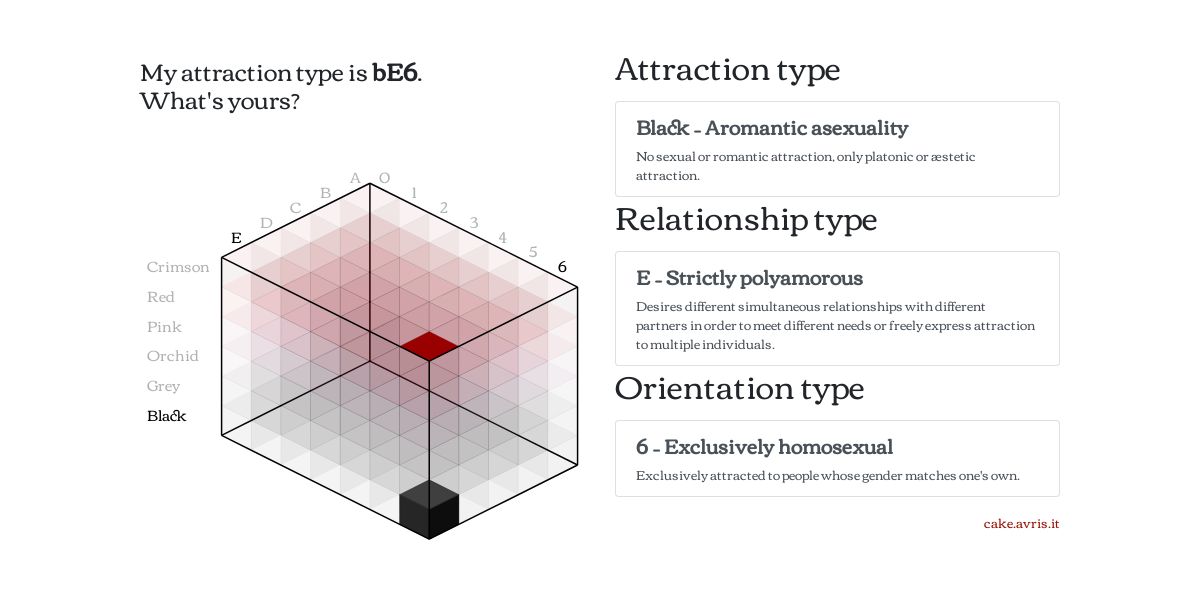 My attraction type is bE6.
What's yours?
A O
B 1
C 2
D 3
E 4
5
6
Crimson
Red
Pink
Orchid
Grey
Black
Attraction type
Black – Aromantic asexuality
No sexual or romantic attraction, only platonic or æstetic
attraction.
Relationship type
E – Strictly polyamorous
Desires different simultaneous relationships with different
partners in order to meet different needs or freely express attraction
to multiple individuals.
Orientation type
6 – Exclusively homosexual
Exclusively attracted to people whose gender matches one's own.
cake.avris.it